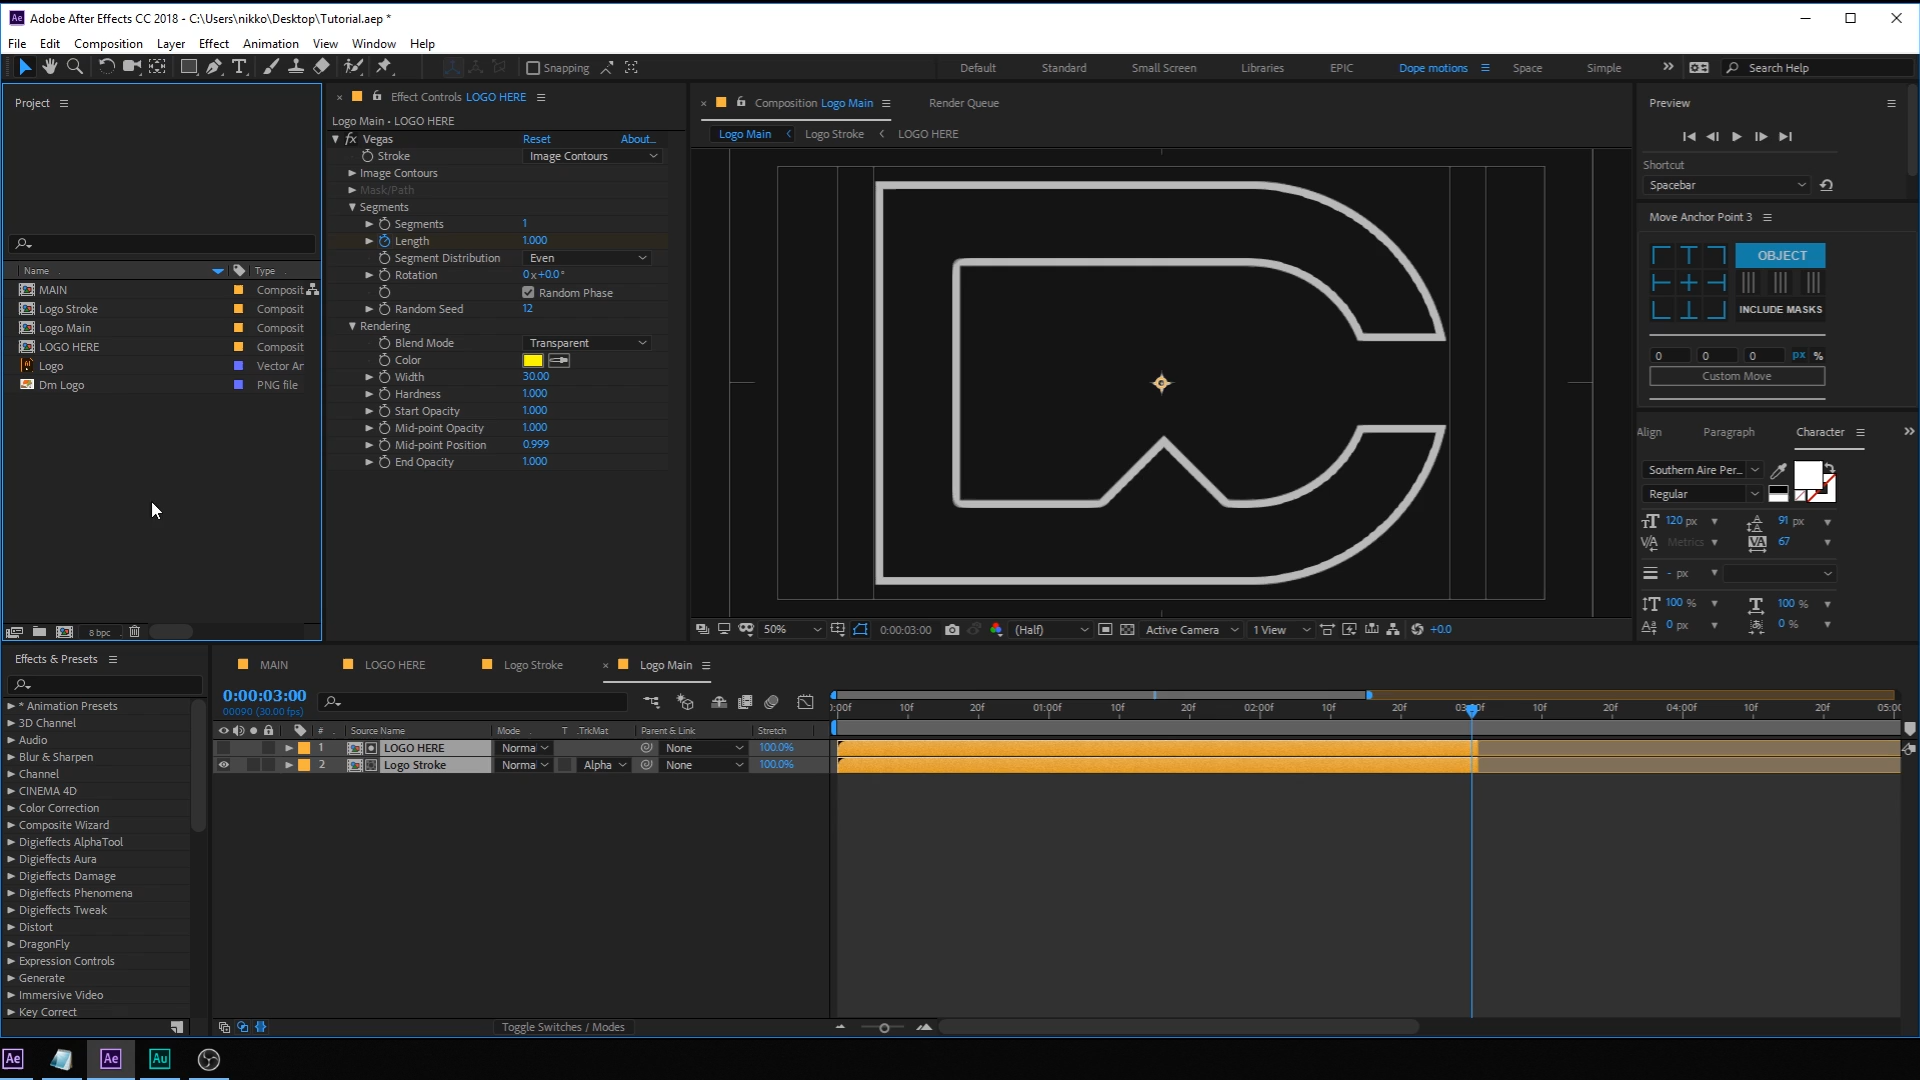 Adobe After Effects CC 2018 - C:\Users\nikko\Desktop\Tutorial.aep *
File Edit Composition Layer Effect Animation View Window Help
Snapping
Default Standard Small Screen Libraries EPIC Dope motions Space Simple Search Help
Project
Name Type
MAIN Composit
Logo Stroke Composit
Logo Main Composit
LOGO HERE Composit
Logo Vector Ar
Dm Logo PNG file
8 bpc
Effect Controls LOGO HERE
Logo Main • LOGO HERE
fx Vegas Reset About...
Stroke Image Contours
Image Contours
Mask/Path
Segments
Segments 1
Length 1.000
Segment Distribution Even
Rotation 0x+0.0°
Random Phase
Random Seed 12
Rendering
Blend Mode Transparent
Color
Width 30.00
Hardness 1.000
Start Opacity 1.000
Mid-point Opacity 1.000
Mid-point Position 0.999
End Opacity 1.000
Composition Logo Main Render Queue
Logo Main Logo Stroke LOGO HERE
50% 0:00:03:00 (Half) Active Camera 1 View +0.0
Preview
Shortcut
Spacebar
Move Anchor Point 3
OBJECT
INCLUDE MASKS
0 0 0 px %
Custom Move
Align Paragraph Character
Southern Aire Per...
Regular
120 px 91 px
Metrics 67
- px
100 % 100 %
0 px 0 %
Effects & Presets
* Animation Presets
3D Channel
Audio
Blur & Sharpen
Channel
CINEMA 4D
Color Correction
Composite Wizard
Digieffects AlphaTool
Digieffects Aura
Digieffects Damage
Digieffects Phenomena
Digieffects Tweak
Distort
DragonFly
Expression Controls
Generate
Immersive Video
Key Correct
MAIN LOGO HERE Logo Stroke Logo Main
0:00:03:00
00090 (30.00 fps)
# Source Name Mode T .TrkMat Parent & Link Stretch
1 LOGO HERE Norma None 100.0%
2 Logo Stroke Norma Alpha None 100.0%
):00f 10f 20f 01:00f 10f 20f 02:00f 10f 20f 03:00f 10f 20f 04:00f 10f 20f 05:00
Toggle Switches / Modes
Ae Ae Au